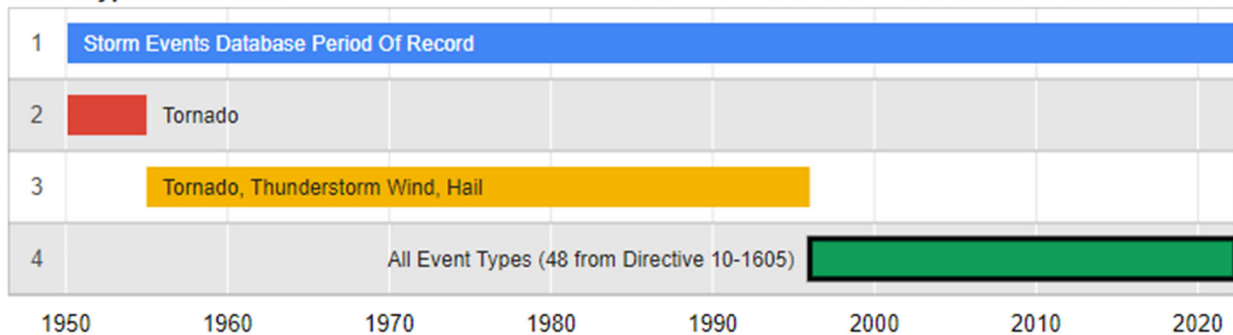 1 Storm Events Database Period Of Record
2 Tornado
3 Tornado, Thunderstorm Wind, Hail
4 All Event Types (48 from Directive 10-1605)
1950 1960 1970 1980 1990 2000 2010 2020